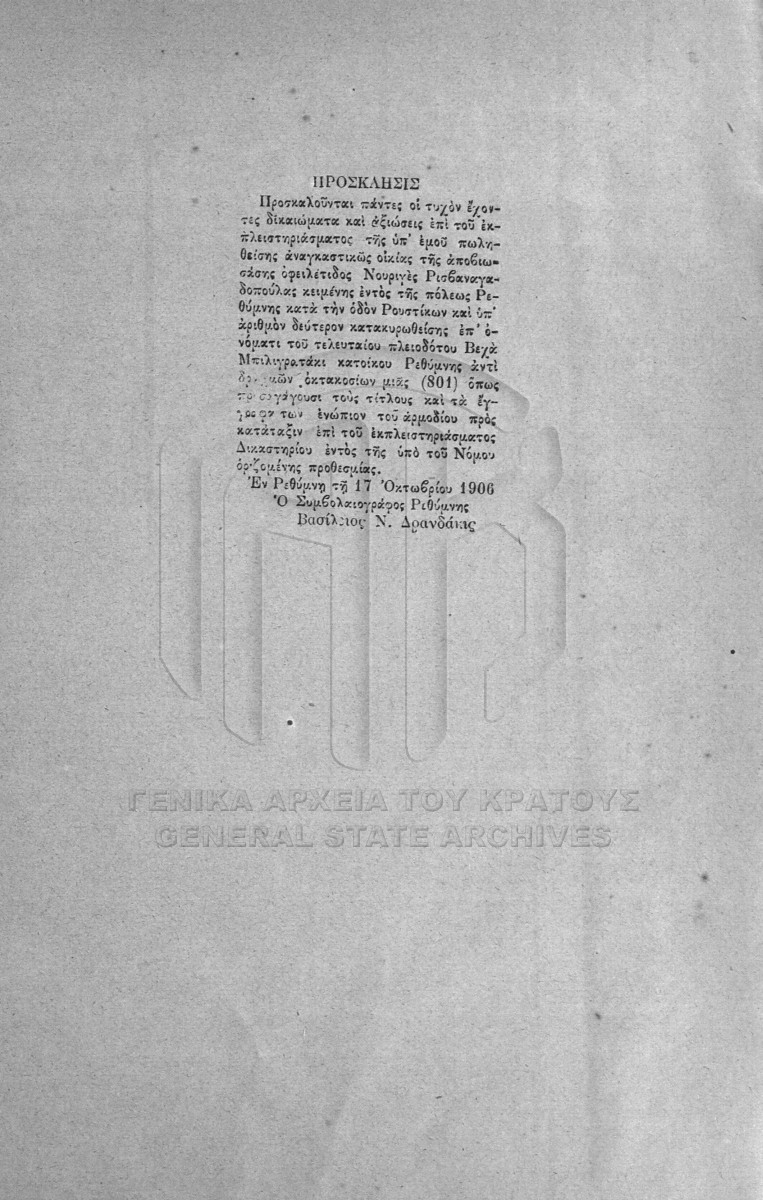 ΠΡΟΣΚΛΗΣΙΣ
Προσκαλοῦνται πάντες οἱ τυχὸν ἔχον-
τες δικαιώματα καὶ ἀξιώσεις ἐπὶ τοῦ ἐκ-
πλειστηριάσματος τῆς ὑπ' ἐμοῦ πωλη-
θείσης ἀναγκαστικῶς οἰκίας τῆς ἀποβιω-
σάσης ὀφειλέτιδος Νουριγὲς Ρισβαναγα-
δοπούλας κειμένης ἐντὸς τῆς πόλεως Ρε-
θύμνης κατὰ τὴν ὁδὸν Ρουστίκων καὶ ὑπ'
ἀριθμὸν δεύτερον κατακυρωθείσης ἐπ' ὀ-
νόματι τοῦ τελευταίου πλειοδότου Βεχὰ
Μπιλιγρατάκι κατοίκου Ρεθύμνης ἀντὶ
δραχμῶν ὀκτακοσίων μιᾶς (801) ὅπως
προσαγάγουσι τοὺς τίτλους καὶ τὰ ἔγ-
γραφα των ἐνώπιον τοῦ ἁρμοδίου πρὸς
κατάταξιν ἐπὶ τοῦ ἐκπλειστηριάσματος
Δικαστηρίου ἐντὸς τῆς ὑπὸ τοῦ Νόμου
ὁριζομένης προθεσμίας.
Ἐν Ρεθύμνῃ τῇ 17 Ὀκτωβρίου 1906
Ὁ Συμβολαιογράφος Ρεθύμνης
Βασίλειος Ν. Δρανδάκις
ΓΕΝΙΚΑ ΑΡΧΕΙΑ ΤΟΥ ΚΡΑΤΟΥΣ
GENERAL STATE ARCHIVES